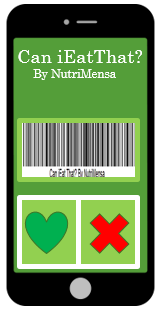 Can iEatThat?
By NutriMensa
Can iEat That? By NutriMensa